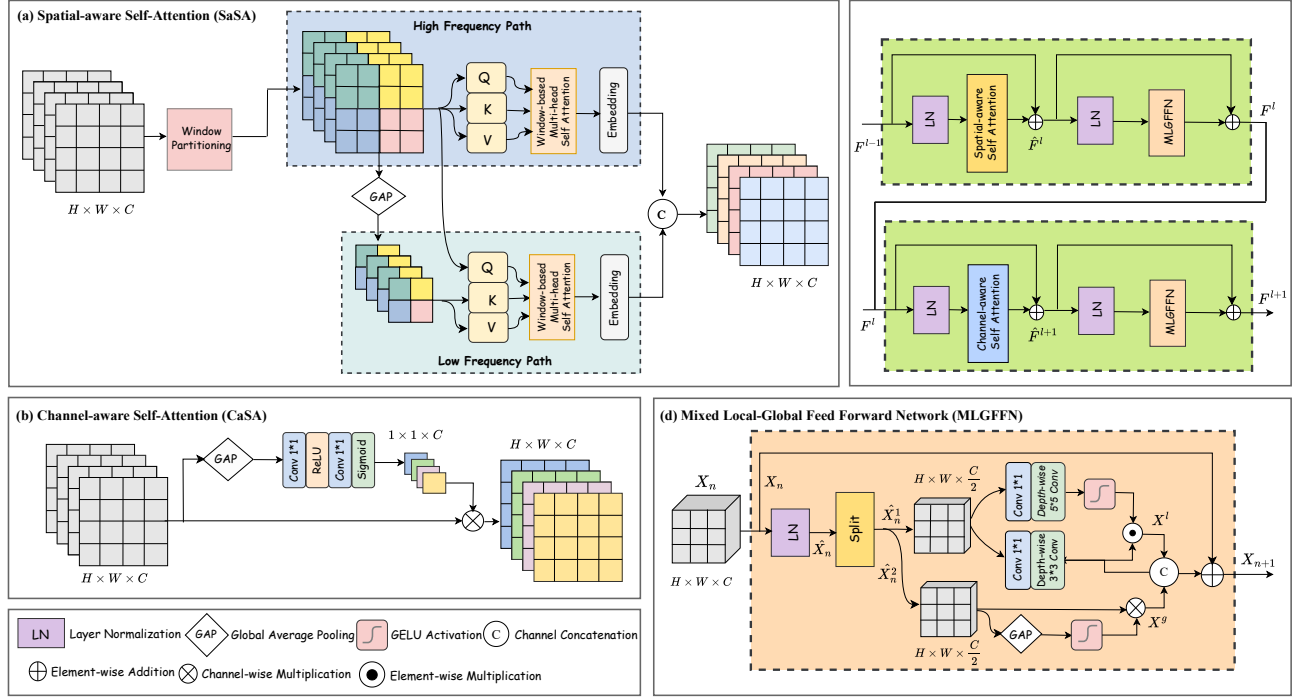 (a) Spatial-aware Self-Attention (SaSA)
High Frequency Path
Window
Partitioning
H × W × C
Q
K
V
Window-based
Multi-head
Self Attention
Embedding
GAP
C
H × W × C
Q
K
V
Window-based
Multi-head
Self Attention
Embedding
Low Frequency Path
F^{l-1}
LN
Spatial-aware
Self Attention
F̂^l
LN
MLGFFN
F^l
F^l
LN
Channel-aware
Self Attention
F̂^{l+1}
LN
MLGFFN
F^{l+1}
(b) Channel-aware Self-Attention (CaSA)
H × W × C
GAP
Conv 1*1
ReLU
Conv 1*1
Sigmoid
1 × 1 × C
H × W × C
(d) Mixed Local-Global Feed Forward Network (MLGFFN)
X_n
H × W × C
X_n
LN
X̂_n
Split
X̂_n^1
X̂_n^2
H × W × C/2
Conv 1*1
Depth-wise
5*5 Conv
Conv 1*1
Depth-wise
3*3 Conv
X^l
C
X_{n+1}
H × W × C/2
GAP
X^g
LN
Layer Normalization
GAP
Global Average Pooling
GELU Activation
C
Channel Concatenation
Element-wise Addition
Channel-wise Multiplication
Element-wise Multiplication